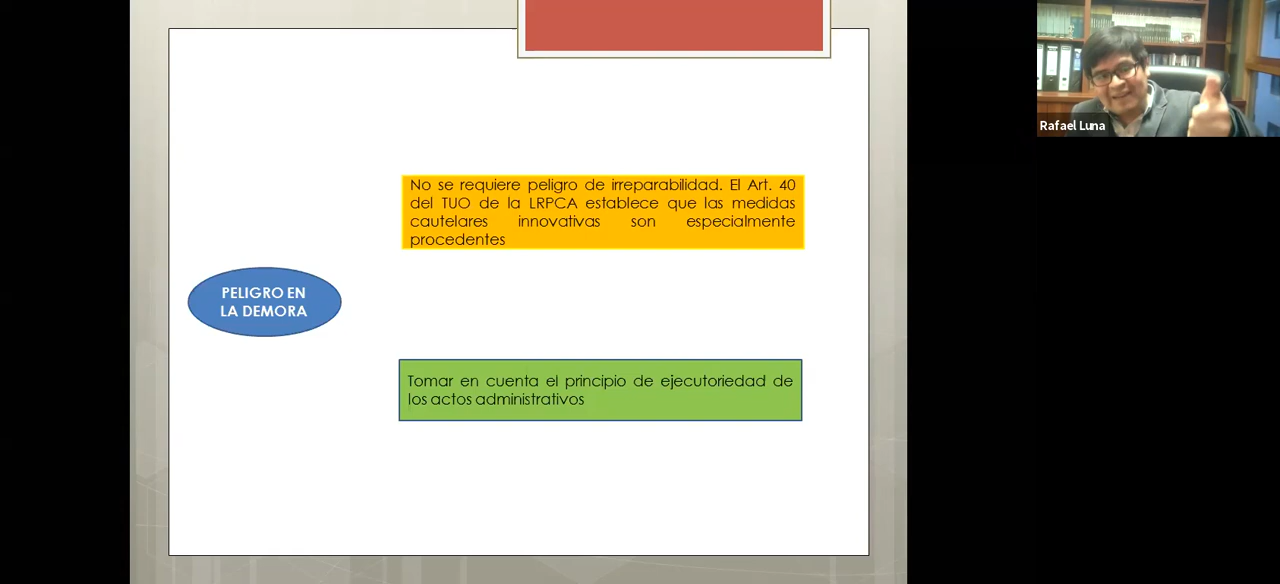 Rafael Luna
No se requiere peligro de irreparabilidad. El Art. 40
del TUO de la LRPCA establece que las medidas
cautelares innovativas son especialmente
procedentes
PELIGRO EN
LA DEMORA
Tomar en cuenta el principio de ejecutoriedad de
los actos administrativos